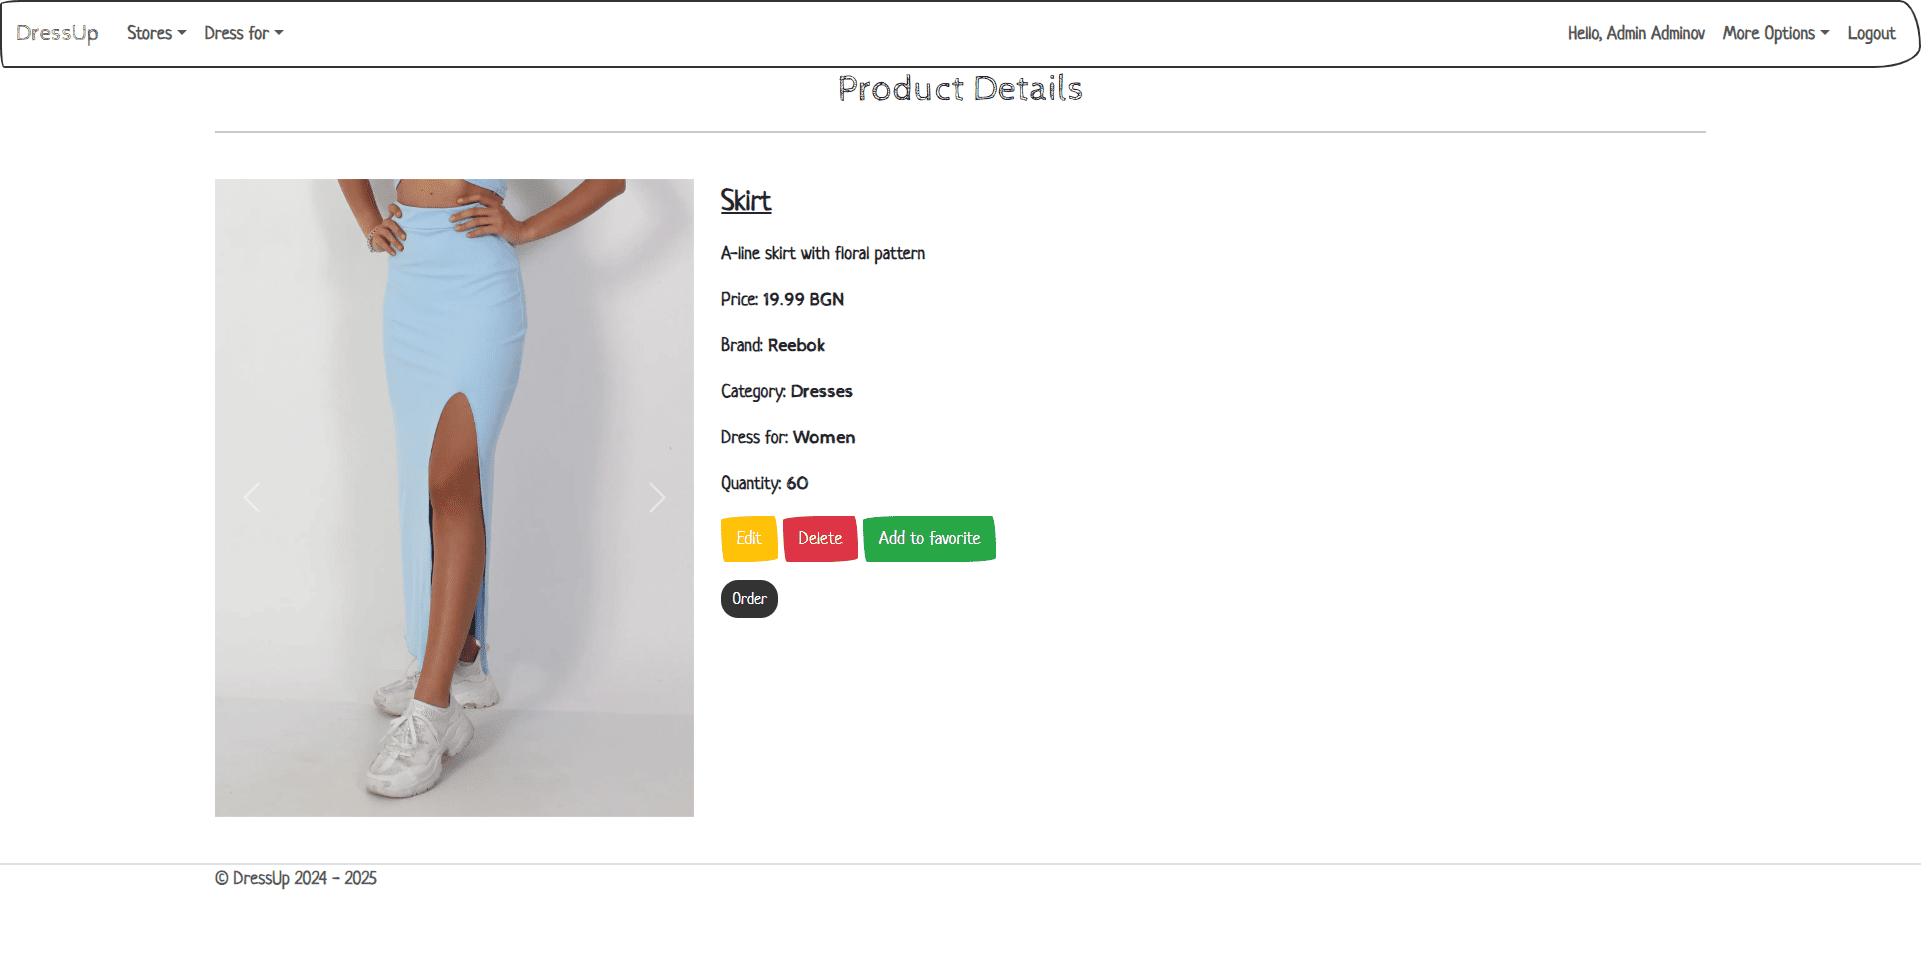 DressUp Stores Dress for Hello, Admin Adminov More Options Logout
Product Details
Skirt
A-line skirt with floral pattern
Price: 19.99 BGN
Brand: Reebok
Category: Dresses
Dress for: Women
Quantity: 60
Edit Delete Add to favorite
Order
© DressUp 2024 - 2025